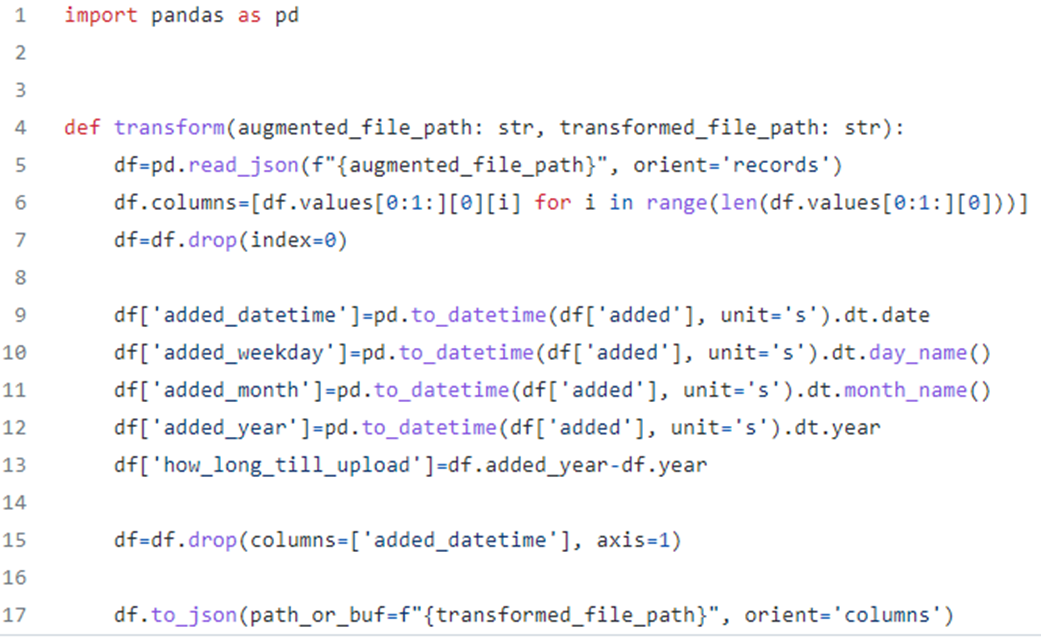 1 import pandas as pd
2
3
4 def transform(augmented_file_path: str, transformed_file_path: str):
5     df=pd.read_json(f"{augmented_file_path}", orient='records')
6     df.columns=[df.values[0:1:][0][i] for i in range(len(df.values[0:1:][0]))]
7     df=df.drop(index=0)
8
9     df['added_datetime']=pd.to_datetime(df['added'], unit='s').dt.date
10     df['added_weekday']=pd.to_datetime(df['added'], unit='s').dt.day_name()
11     df['added_month']=pd.to_datetime(df['added'], unit='s').dt.month_name()
12     df['added_year']=pd.to_datetime(df['added'], unit='s').dt.year
13     df['how_long_till_upload']=df.added_year-df.year
14
15     df=df.drop(columns=['added_datetime'], axis=1)
16
17     df.to_json(path_or_buf=f"{transformed_file_path}", orient='columns')